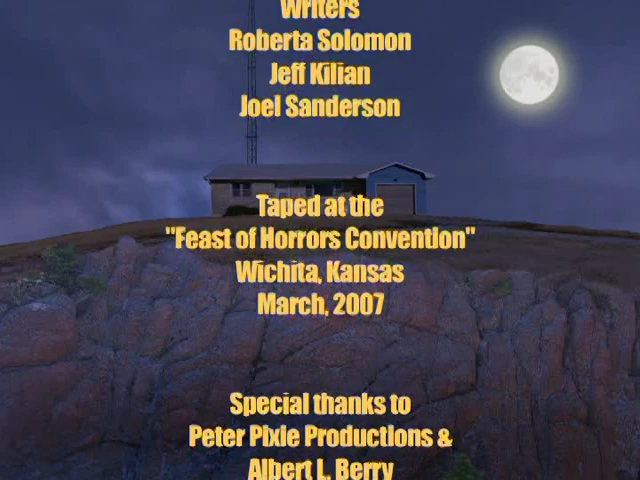 Writers
Roberta Solomon
Jeff Kilian
Joel Sanderson
Taped at the
"Feast of Horrors Convention"
Wichita, Kansas
March, 2007
Special thanks to
Peter Pixie Productions &
Albert L. Berry